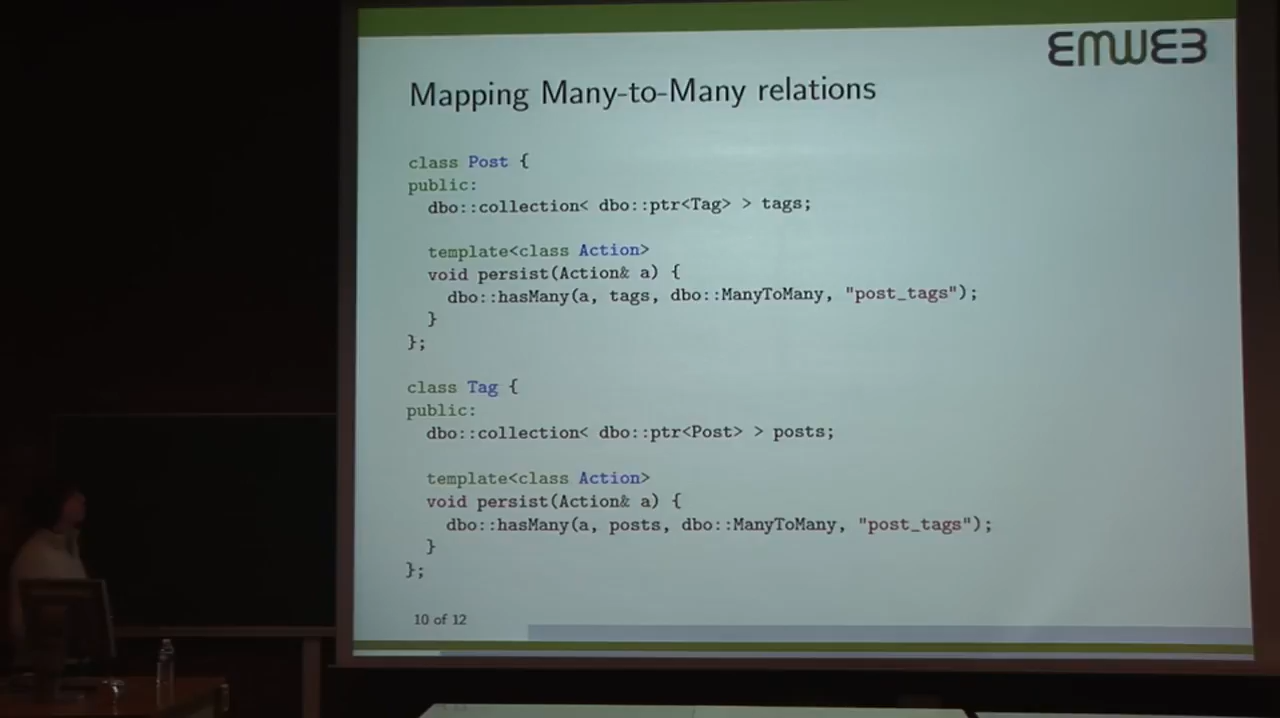 EMWEB
Mapping Many-to-Many relations
class Post {
public:
dbo::collection< dbo::ptr<Tag> > tags;
template<class Action>
void persist(Action& a) {
dbo::hasMany(a, tags, dbo::ManyToMany, "post_tags");
}
};
class Tag {
public:
dbo::collection< dbo::ptr<Post> > posts;
template<class Action>
void persist(Action& a) {
dbo::hasMany(a, posts, dbo::ManyToMany, "post_tags");
}
};
10 of 12